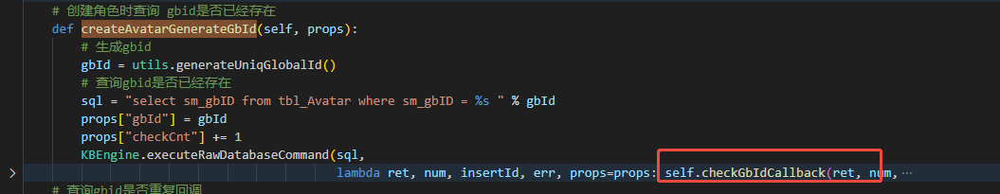 # 创建角色时查询 gbid是否已经存在
def createAvatarGenerateGbId(self, props):
# 生成gbid
gbId = utils.generateUniqGlobalId()
# 查询gbid是否已经存在
sql = "select sm_gbID from tbl_Avatar where sm_gbID = %s " % gbId
props["gbId"] = gbId
props["checkCnt"] += 1
KBEngine.executeRawDatabaseCommand(sql,
lambda ret, num, insertId, err, props=props: self.checkGbIdCallback(ret, num,…
# 查询gbid是否重复回调